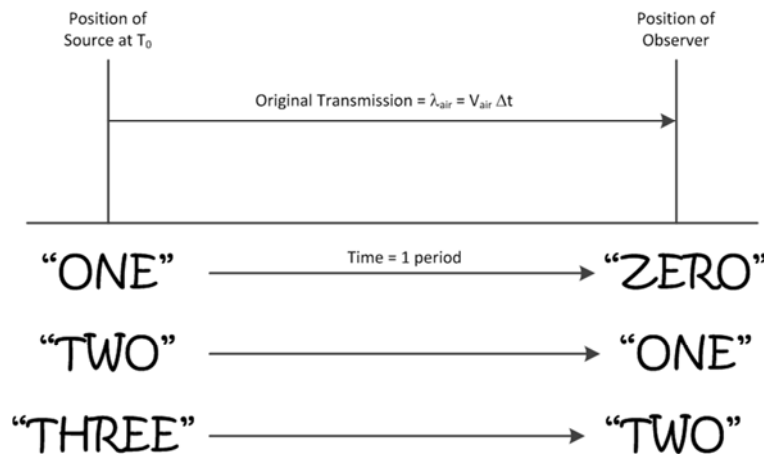 Position of
Source at T₀
Position of
Observer
Original Transmission = λair = Vair Δt
“ONE” Time = 1 period “ZERO”
“TWO” “ONE”
“THREE” “TWO”